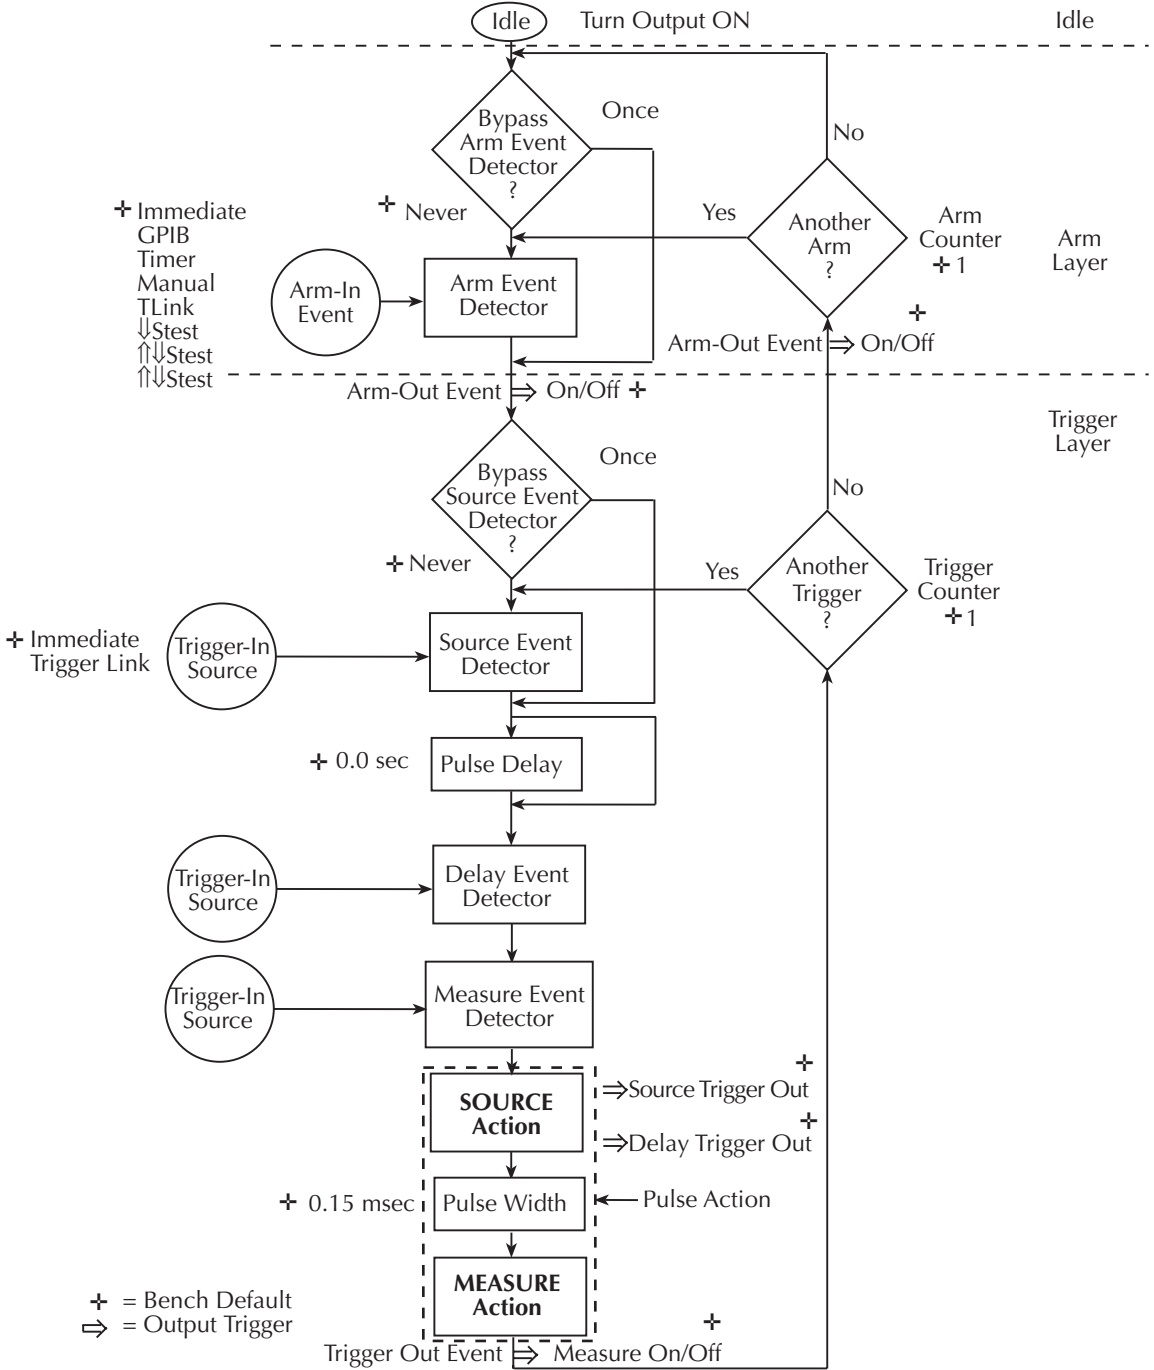 Idle
Turn Output ON
Idle
Bypass
Arm Event
Detector
?
Once
No
✛ Never
Yes
Another
Arm
?
Arm
Counter
✛ 1
Arm
Layer
✛ Immediate
GPIB
Timer
Manual
TLink
⇓Stest
⇑⇓Stest
⇑⇓Stest
Arm-In
Event
Arm Event
Detector
✛
Arm-Out Event ⇒ On/Off
Arm-Out Event ⇒ On/Off ✛
Trigger
Layer
Bypass
Source Event
Detector
?
Once
No
✛ Never
Yes
Another
Trigger
?
Trigger
Counter
✛ 1
✛ Immediate
Trigger Link
Trigger-In
Source
Source Event
Detector
✛ 0.0 sec
Pulse Delay
Trigger-In
Source
Delay Event
Detector
Trigger-In
Source
Measure Event
Detector
SOURCE
Action
✛
⇒Source Trigger Out
✛
⇒Delay Trigger Out
✛ 0.15 msec
Pulse Width
Pulse Action
MEASURE
Action
✛ = Bench Default
⇒ = Output Trigger
✛
Trigger Out Event ⇒ Measure On/Off